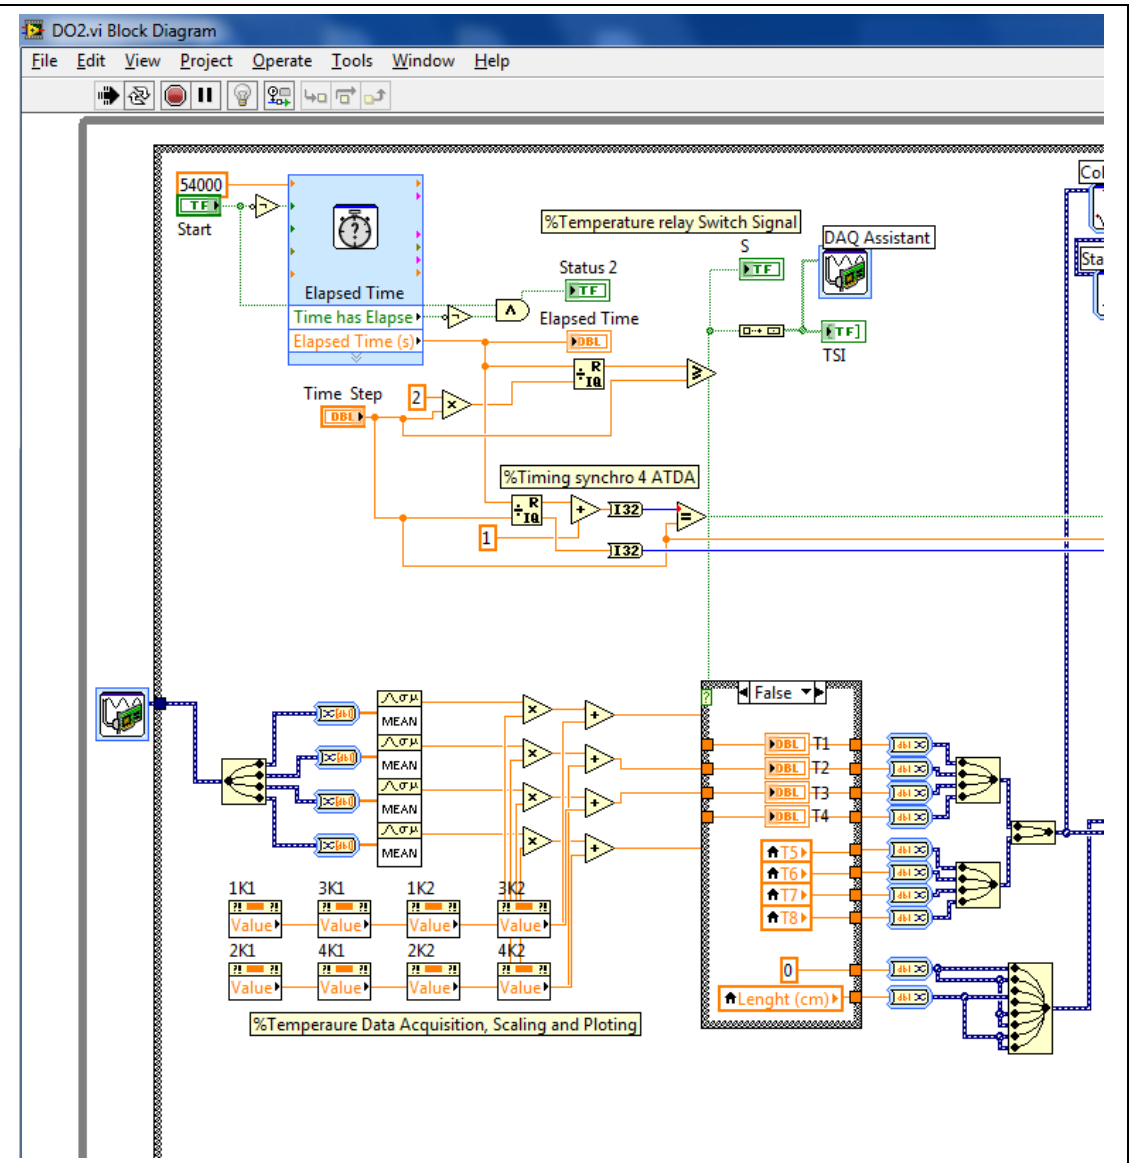 DO2.vi Block Diagram
File Edit View Project Operate Tools Window Help
54000
TF
Start
Elapsed Time
Time has Elapse
Elapsed Time (s)
%Temperature relay Switch Signal
S
TF
DAQ Assistant
Col
Sta
Status 2
TF
Elapsed Time
DBL
TF]
TSI
R
IQ
Time Step
DBL
2
%Timing synchro 4 ATDA
R
IQ
1
I32
I32
False
MEAN
MEAN
MEAN
MEAN
DBL T1
DBL T2
DBL T3
DBL T4
T5
T6
T7
T8
0
Lenght (cm)
1K1 3K1 1K2 3K2
Value Value Value Value
2K1 4K1 2K2 4K2
Value Value Value Value
%Temperaure Data Acquisition, Scaling and Ploting